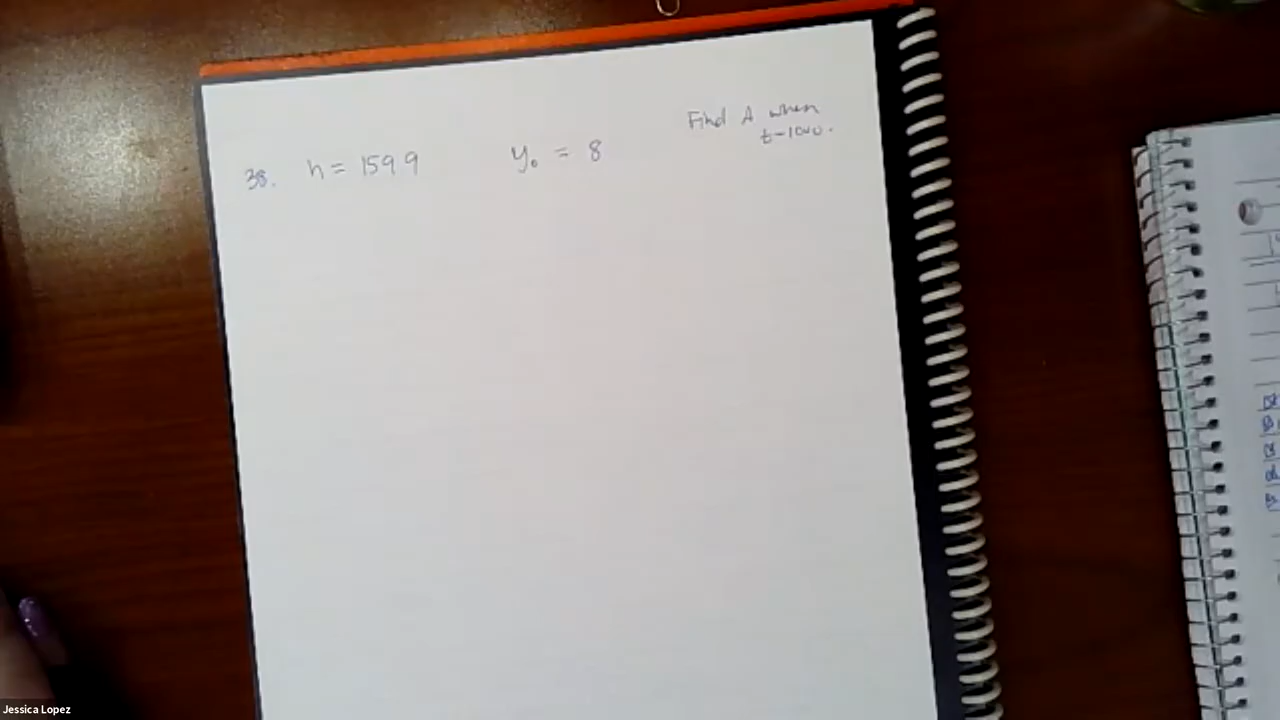 Find A when
t=1000.
38. h = 1599 y₀ = 8
Jessica Lopez